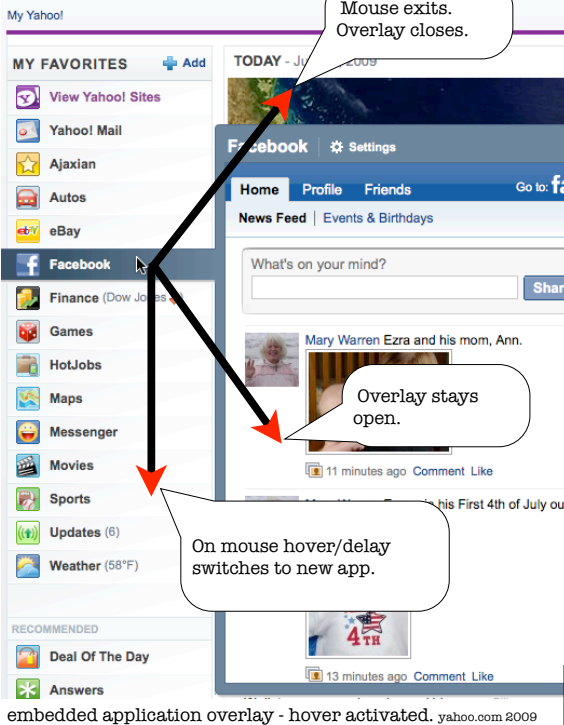 My Yahoo!
Mouse exits.
Overlay closes.
MY FAVORITES
Add
TODAY - 2009
View Yahoo! Sites
Yahoo! Mail
Ajaxian
Autos
eBay
Facebook
Finance (Dow
Games
HotJobs
Maps
Messenger
Movies
Sports
Updates (6)
Weather (58°F)
RECOMMENDED
Deal Of The Day
Answers
Facebook
Settings
Home Profile Friends
Go to:
News Feed | Events & Birthdays
What's on your mind?
Mary Warren Ezra and his mom, Ann.
Overlay stays
open.
11 minutes ago Comment Like
his First 4th of July
On mouse hover/delay
switches to new app.
4TH
13 minutes ago Comment Like
embedded application overlay - hover activated. yahoo.com 2009